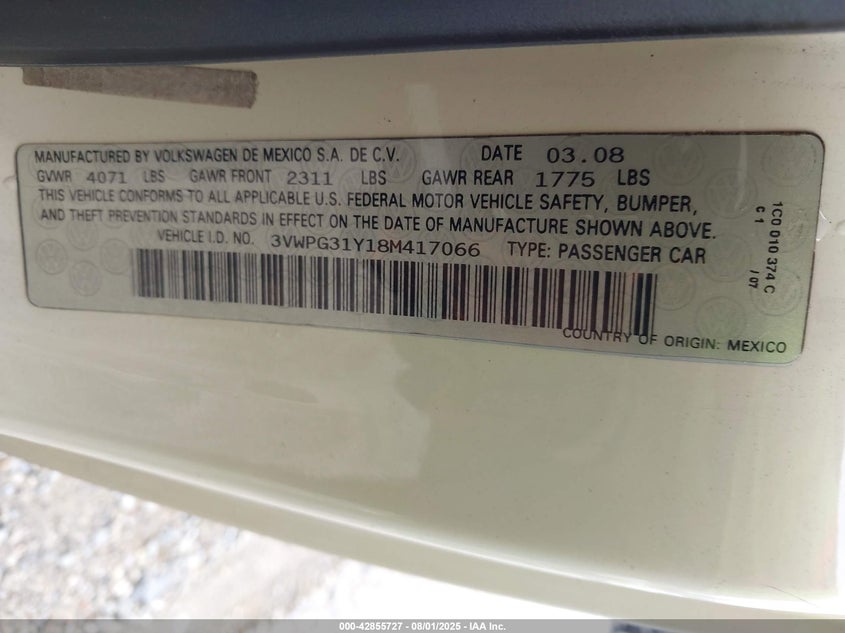 MANUFACTURED BY VOLKSWAGEN DE MEXICO S.A. DE C.V. DATE 03.08
GVWR 4071 LBS GAWR FRONT 2311 LBS GAWR REAR 1775 LBS
THIS VEHICLE CONFORMS TO ALL APPLICABLE U.S. FEDERAL MOTOR VEHICLE SAFETY, BUMPER,
AND THEFT PREVENTION STANDARDS IN EFFECT ON THE DATE OF MANUFACTURE SHOWN ABOVE.
VEHICLE I.D. NO. 3VWPG31Y18M417066 TYPE: PASSENGER CAR
COUNTRY OF ORIGIN: MEXICO
1C0 010 374 C
C 1 / 07
000-42855727 - 08/01/2025 - IAA Inc.